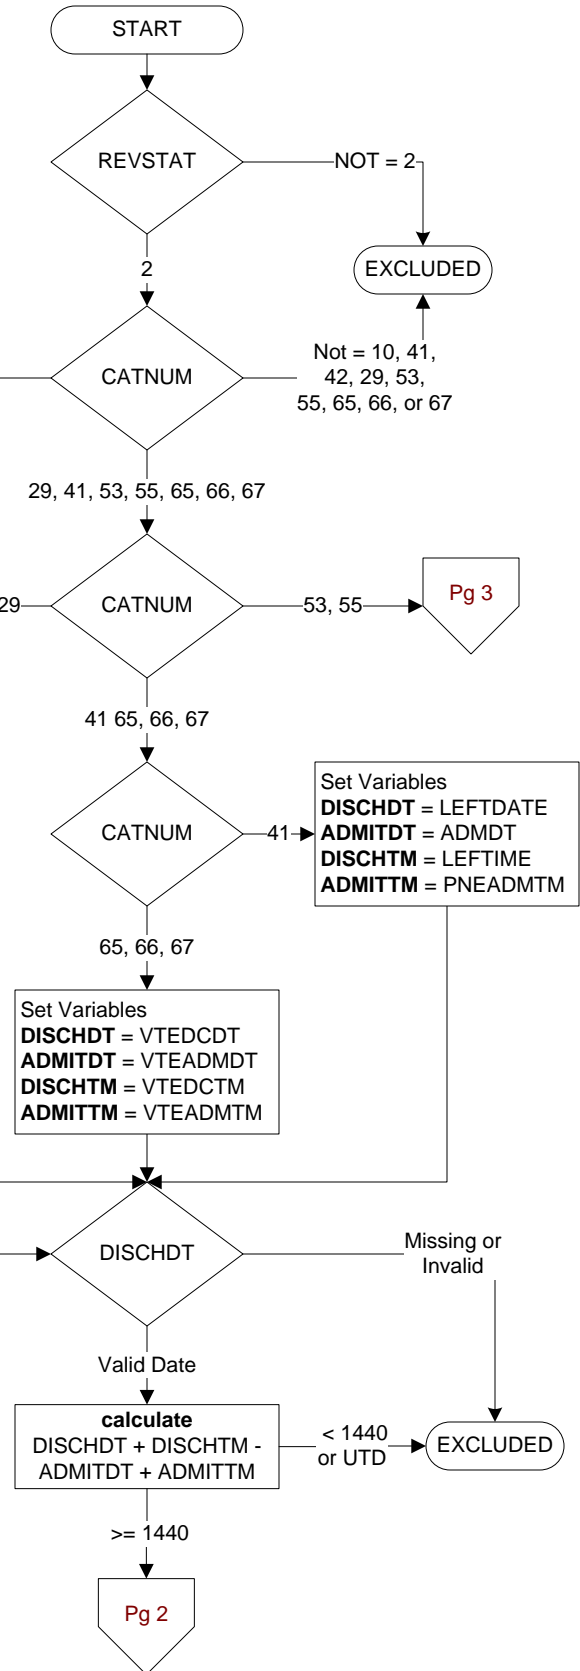 START
REVSTAT
NOT = 2
2
EXCLUDED
CATNUM
Not = 10, 41,
42, 29, 53,
55, 65, 66, or 67
29, 41, 53, 55, 65, 66, 67
29
CATNUM
53, 55
Pg 3
41 65, 66, 67
CATNUM
41
Set Variables
DISCHDT = LEFTDATE
ADMITDT = ADMDT
DISCHTM = LEFTIME
ADMITTM = PNEADMTM
65, 66, 67
Set Variables
DISCHDT = VTEDCDT
ADMITDT = VTEADMDT
DISCHTM = VTEDCTM
ADMITTM = VTEADMTM
DISCHDT
Missing or
Invalid
Valid Date
calculate
DISCHDT + DISCHTM -
ADMITDT + ADMITTM
< 1440
or UTD
EXCLUDED
>= 1440
Pg 2